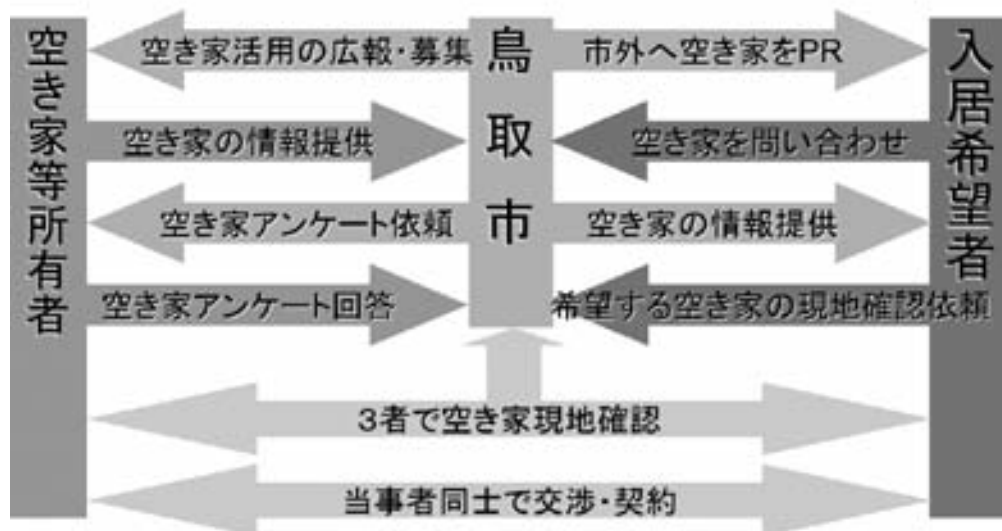 空き家等所有者
鳥取市
入居希望者
空き家活用の広報・募集
市外へ空き家をPR
空き家の情報提供
空き家を問い合わせ
空き家アンケート依頼
空き家の情報提供
空き家アンケート回答
希望する空き家の現地確認依頼
3者で空き家現地確認
当事者同士で交渉・契約